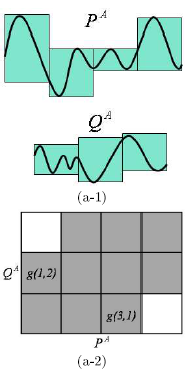 P^A
Q^A
(a-1)
Q^A g(1,2)
g(3,1)
P^A
(a-2)